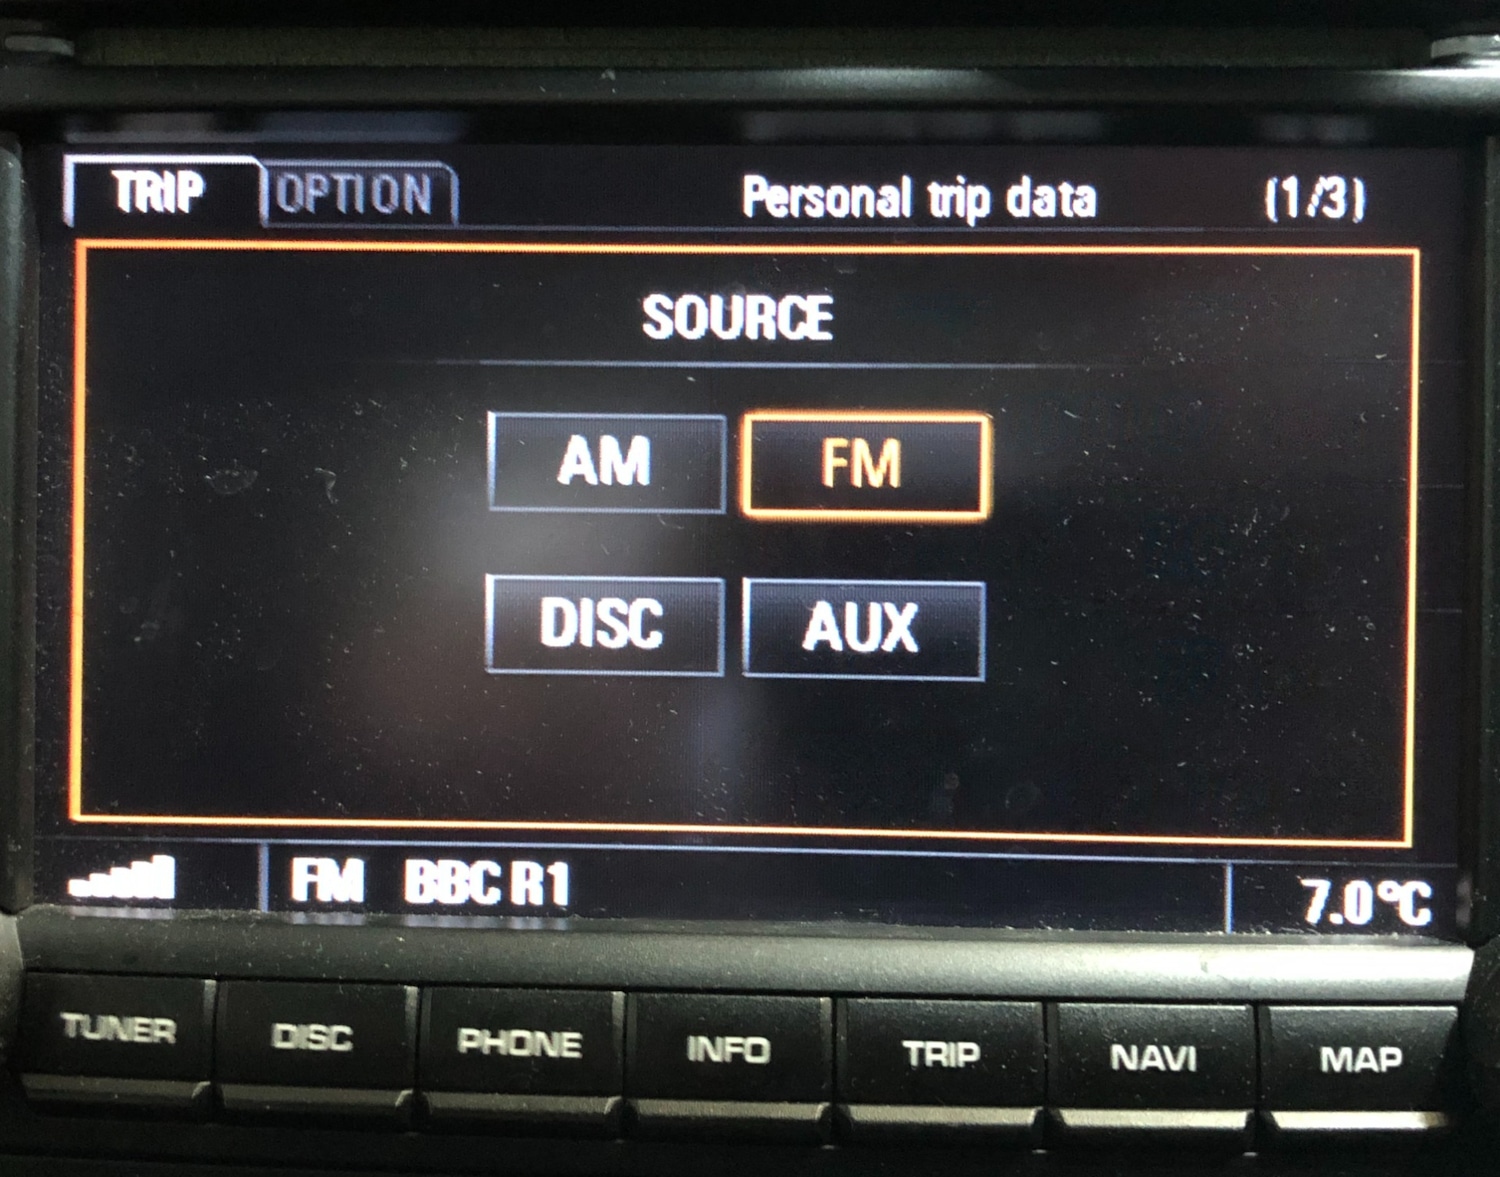 TRIP OPTION Personal trip data (1/3)
SOURCE
AM FM
DISC AUX
FM BBC R1 7.0°C
TUNER DISC PHONE INFO TRIP NAVI MAP